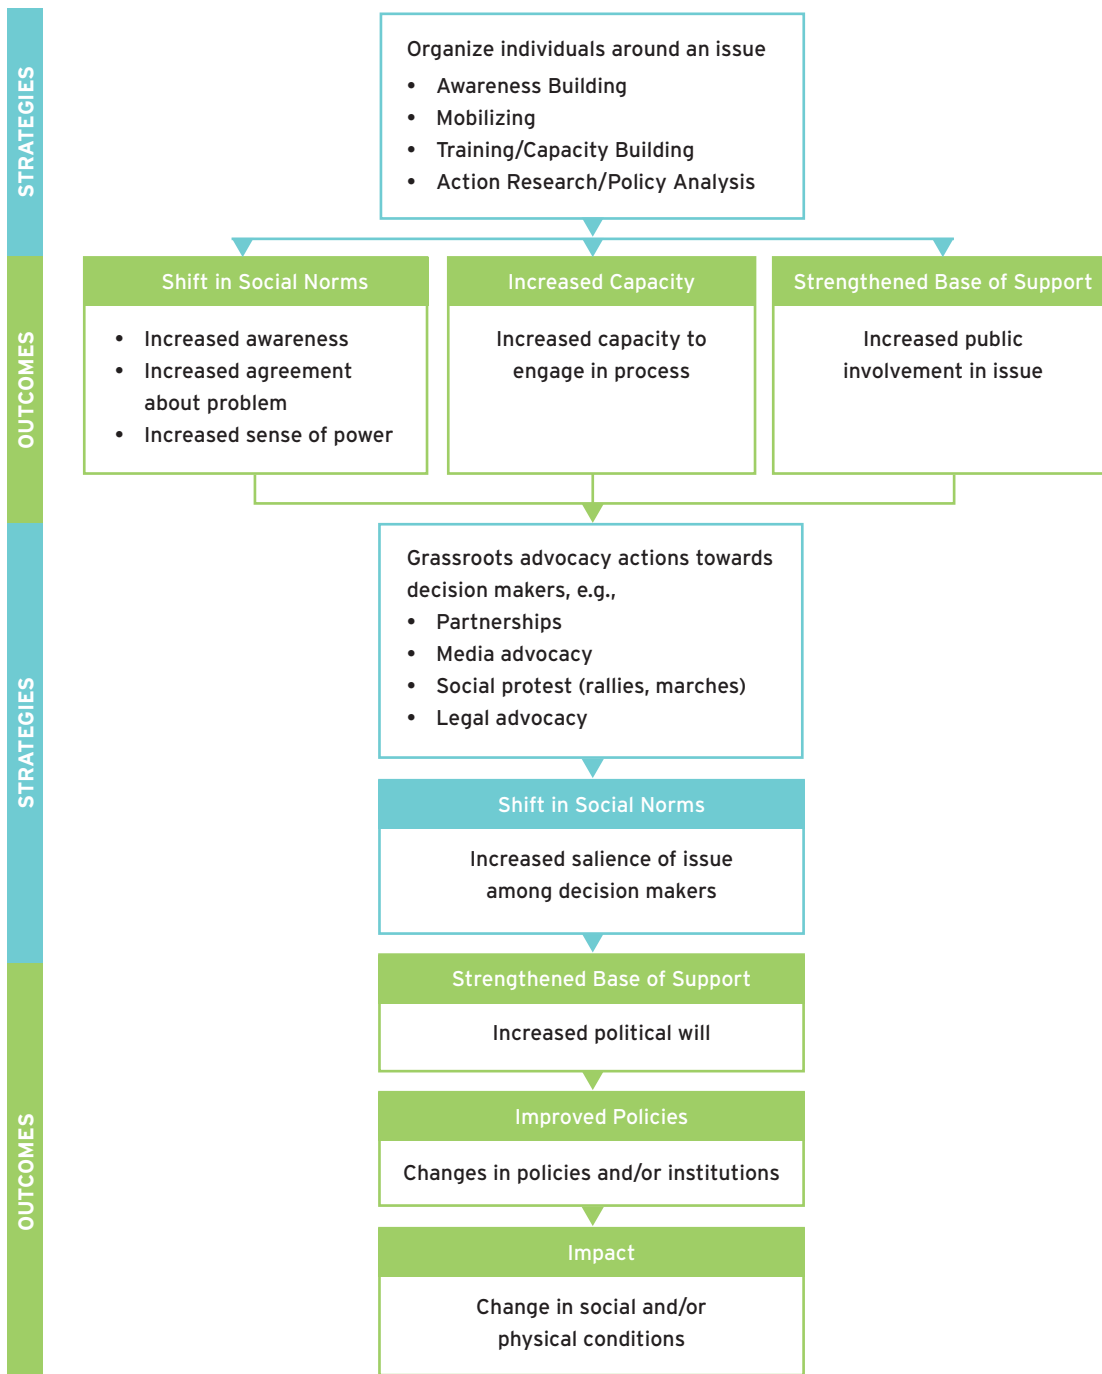 STRATEGIES
Organize individuals around an issue
• Awareness Building
• Mobilizing
• Training/Capacity Building
• Action Research/Policy Analysis
OUTCOMES
Shift in Social Norms
• Increased awareness
• Increased agreement
about problem
• Increased sense of power
Increased Capacity
Increased capacity to
engage in process
Strengthened Base of Support
Increased public
involvement in issue
STRATEGIES
Grassroots advocacy actions towards
decision makers, e.g.,
• Partnerships
• Media advocacy
• Social protest (rallies, marches)
• Legal advocacy
Shift in Social Norms
Increased salience of issue
among decision makers
OUTCOMES
Strengthened Base of Support
Increased political will
Improved Policies
Changes in policies and/or institutions
Impact
Change in social and/or
physical conditions